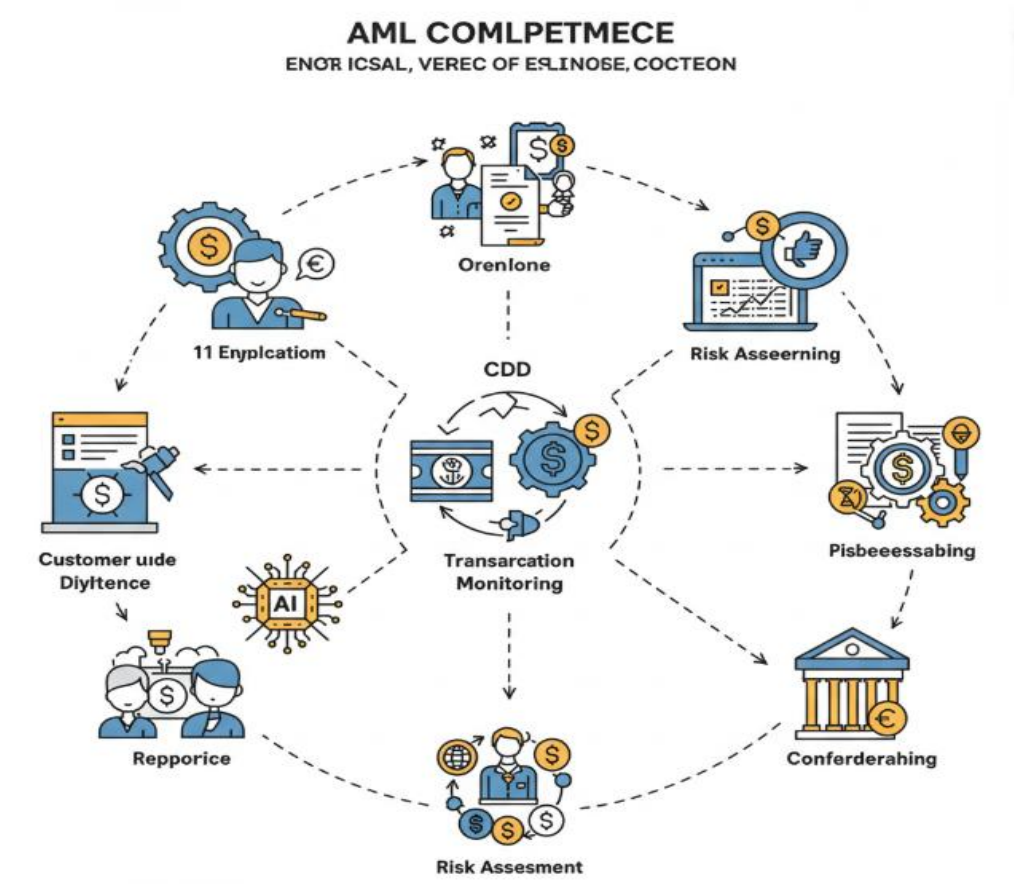 AML COMLPETMECE
ENGR ICSAL, VEREC OF ESLINOSE, COCTEON
Orenlone
11 Enyplcatiom
Risk Asseerning
CDD
Transarcation
Monitoring
Customer uide
Diyltence
Pisbeeessabing
AI
Repporice
Conferderahing
Risk Assesment